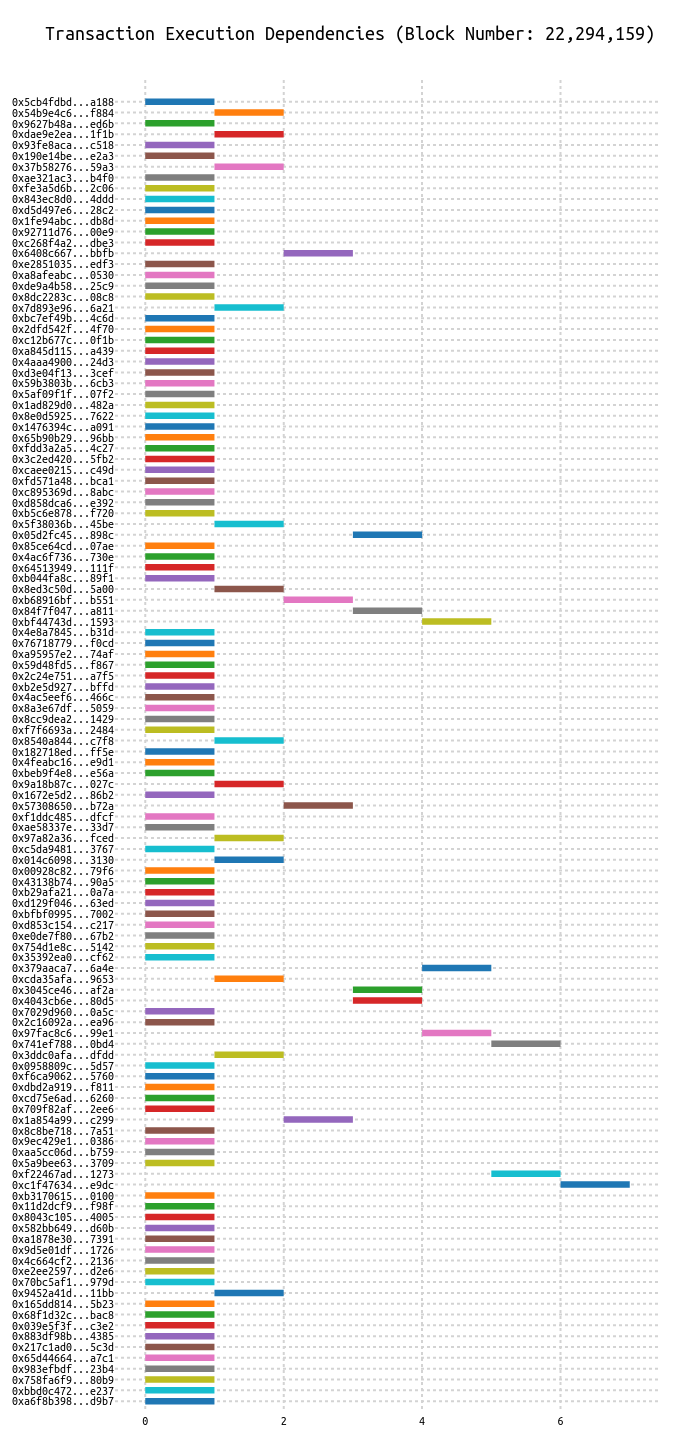 Transaction Execution Dependencies (Block Number: 22,294,159)
0x5cb4fdbd...a188
0x54b9e4c6...f884
0x9627b48a...ed6b
0xdae9e2ea...1f1b
0x93fe8aca...c518
0x190e14be...e2a3
0x37b58276...59a3
0xae321ac3...b4f0
0xfe3a5d6b...2c06
0x843ec8d0...4ddd
0xd5d497e6...28c2
0x1fe94abc...db8d
0x92711d76...00e9
0xc268f4a2...dbe3
0x6408c667...bbfb
0xe2851035...edf3
0xa8afeabc...0530
0xde9a4b58...25c9
0x8dc2283c...08c8
0x7d893e96...6a21
0xbc7ef49b...4c6d
0x2dfd542f...4f70
0xc12b677c...0f1b
0xa845d115...a439
0x4aaa4900...24d3
0xd3e04f13...3cef
0x59b3803b...6cb3
0x5af09f1f...07f2
0x1ad829d0...482a
0x8e0d5925...7622
0x1476394c...a091
0x65b90b29...96bb
0xfdd3a2a5...4c27
0x3c2ed420...5fb2
0xcaee0215...c49d
0xfd571a48...bca1
0xc895369d...8abc
0xd858dca6...e392
0xb5c6e878...f720
0x5f38036b...45be
0x05d2fc45...898c
0x85ce64cd...07ae
0x4ac6f736...730e
0x64513949...111f
0xb044fa8c...89f1
0x8ed3c50d...5a00
0xb68916bf...b551
0x84f7f047...a811
0xbf44743d...1593
0x4e8a7845...b31d
0x76718779...f0cd
0xa95957e2...74af
0x59d48fd5...f867
0x2c24e751...a7f5
0xb2e5d927...bffd
0x4ac5eef6...466c
0x8a3e67df...5059
0x8cc9dea2...1429
0xf7f6693a...2484
0x8540a844...c7f8
0x182718ed...ff5e
0x4feabc16...e9d1
0xbeb9f4e8...e56a
0x9a18b87c...027c
0x1672e5d2...86b2
0x57308650...b72a
0xf1ddc485...dfcf
0xae58337e...33d7
0x97a82a36...fced
0xc5da9481...3767
0x014c6098...3130
0x00928c82...79f6
0x43138b74...90a5
0xb29afa21...0a7a
0xd129f046...63ed
0xbfbf0995...7002
0xd853c154...c217
0xe0de7f80...67b2
0x754d1e8c...5142
0x35392ea0...cf62
0x379aaca7...6a4e
0xcda35afa...9653
0x3045ce46...af2a
0x4043cb6e...80d5
0x7029d960...0a5c
0x2c16092a...ea96
0x97fac8c6...99e1
0x741ef788...0bd4
0x3ddc0afa...dfdd
0x0958809c...5d57
0xf6ca9062...5760
0xdbd2a919...f811
0xcd75e6ad...6260
0x709f82af...2ee6
0x1a854a99...c299
0x8c8be718...7a51
0x9ec429e1...0386
0xaa5cc06d...b759
0x5a9bee63...3709
0xf22467ad...1273
0xc1f47634...e9dc
0xb3170615...0100
0x11d2dcf9...f98f
0x8043c105...4005
0x582bb649...d60b
0xa1878e30...7391
0x9d5e01df...1726
0x4c664cf2...2136
0xe2ee2597...d2e6
0x70bc5af1...979d
0x9452a41d...11bb
0x165dd814...5b23
0x68f1d32c...bac8
0x039e5f3f...c3e2
0x883df98b...4385
0x217c1ad0...5c3d
0x65d44664...a7c1
0x983efbdf...23b4
0x758fa6f9...80b9
0xbbd0c472...e237
0xa6f8b398...d9b7
0 2 4 6